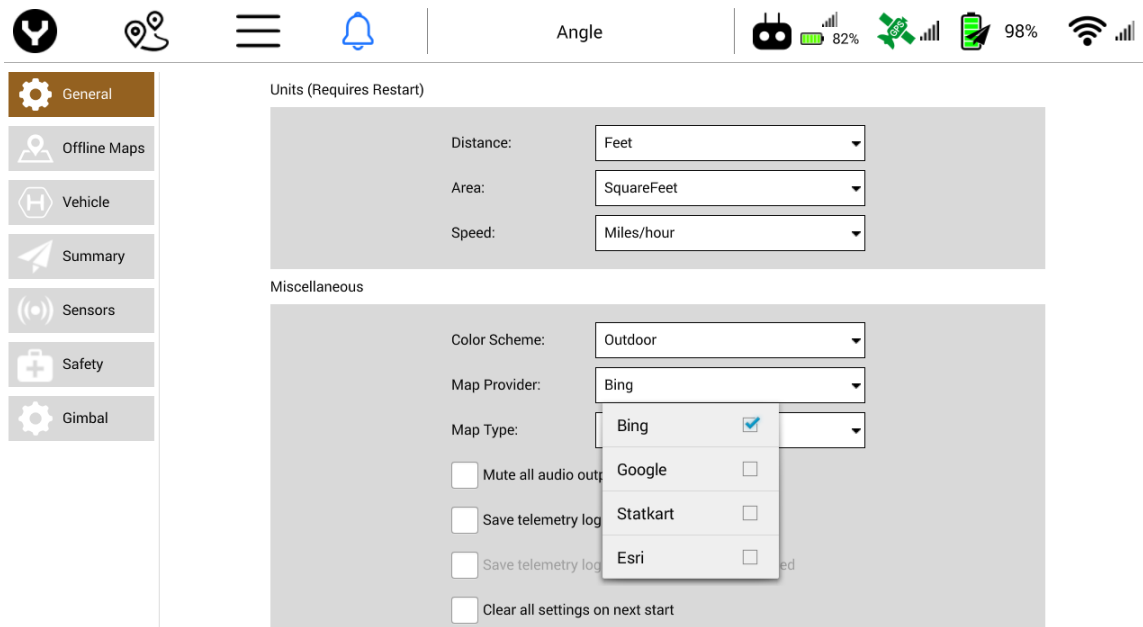 Angle
82%
GPS
98%
General
Offline Maps
Vehicle
Summary
Sensors
Safety
Gimbal
Units (Requires Restart)
Distance: Feet
Area: SquareFeet
Speed: Miles/hour
Miscellaneous
Color Scheme: Outdoor
Map Provider: Bing
Map Type:
Bing
Google
Statkart
Esri
Mute all audio outp
Save telemetry log
Save telemetry log ed
Clear all settings on next start